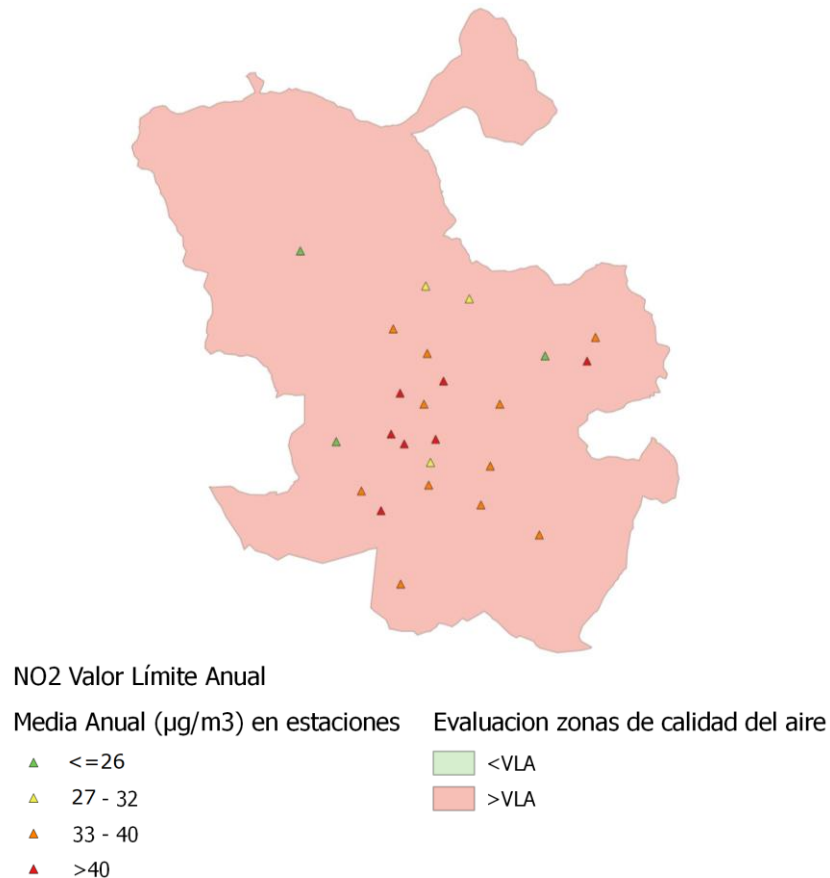 NO2 Valor Límite Anual
Media Anual (µg/m3) en estaciones
<=26
27 - 32
33 - 40
>40
Evaluacion zonas de calidad del aire
<VLA
>VLA